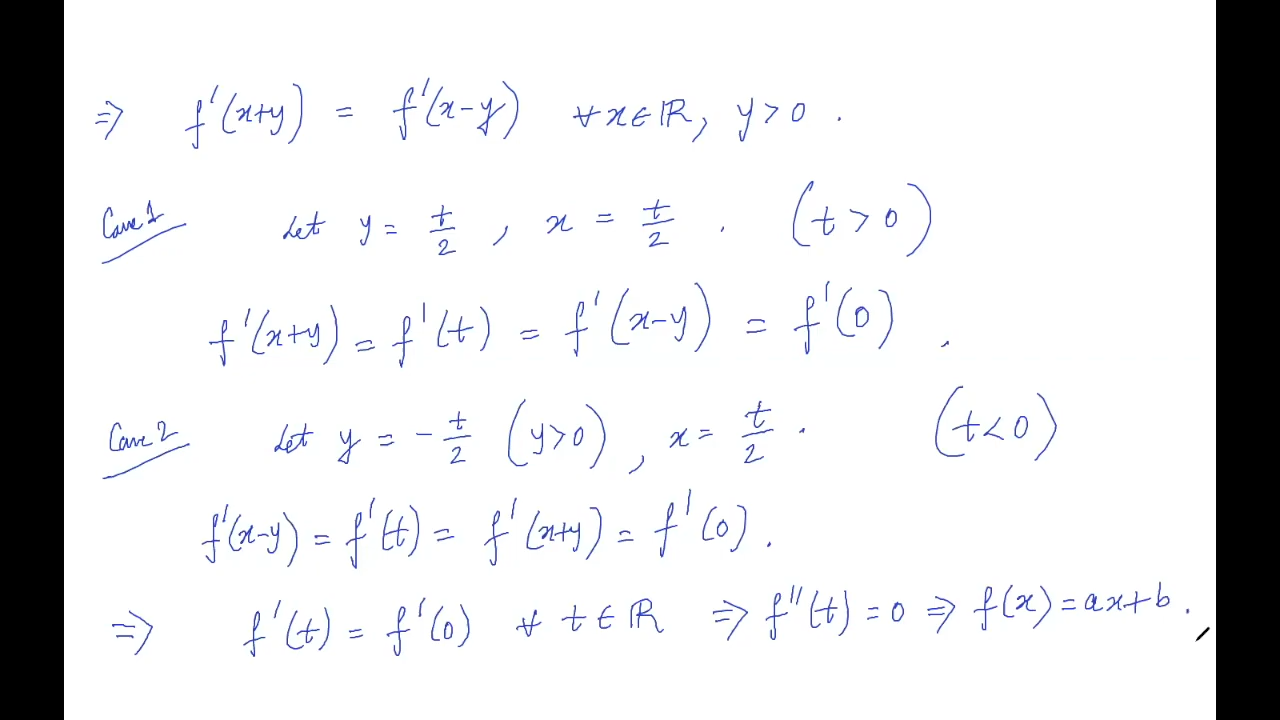 ⇒ f'(x+y) = f'(x-y) ∀ x ∈ ℝ, y > 0 .
Case 1 Let y = t/2 , x = t/2 . (t > 0)
f'(x+y) = f'(t) = f'(x-y) = f'(0) .
Case 2 Let y = - t/2 (y>0) , x = t/2 . (t < 0)
f'(x-y) = f'(t) = f'(x+y) = f'(0) .
⇒ f'(t) = f'(0) ∀ t ∈ ℝ ⇒ f''(t) = 0 ⇒ f(x) = ax+b .